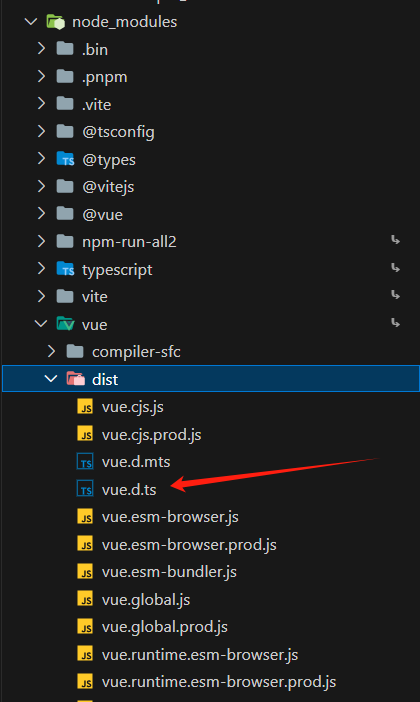 node_modules
.bin
.pnpm
.vite
@tsconfig
TS @types
@vitejs
@vue
npm-run-all2
TS typescript
vite
vue
compiler-sfc
dist
JS vue.cjs.js
JS vue.cjs.prod.js
TS vue.d.mts
TS vue.d.ts
JS vue.esm-browser.js
JS vue.esm-browser.prod.js
JS vue.esm-bundler.js
JS vue.global.js
JS vue.global.prod.js
JS vue.runtime.esm-browser.js
JS vue.runtime.esm-browser.prod.js